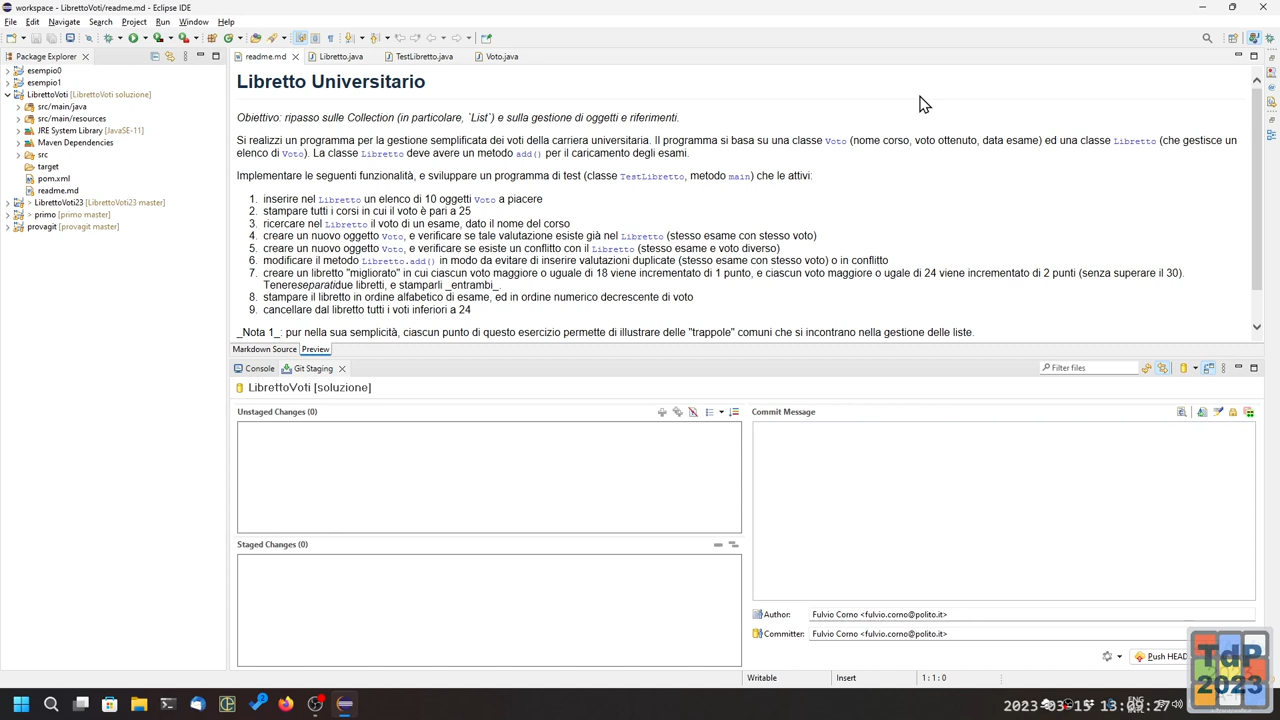 workspace - LibrettoVoti/readme.md - Eclipse IDE
File Edit Navigate Search Project Run Window Help
Package Explorer
readme.md Libretto.java TestLibretto.java Voto.java
esempio0
esempio1
LibrettoVoti [LibrettoVoti soluzione]
src/main/java
src/main/resources
JRE System Library [JavaSE-11]
Maven Dependencies
src
target
pom.xml
readme.md
> LibrettoVoti23 [LibrettoVoti23 master]
> primo [primo master]
provagit [provagit master]
Libretto Universitario
Obiettivo: ripasso sulle Collection (in particolare, `List`) e sulla gestione di oggetti e riferimenti.
Si realizzi un programma per la gestione semplificata dei voti della carriera universitaria. Il programma si basa su una classe Voto (nome corso, voto ottenuto, data esame) ed una classe Libretto (che gestisce un
elenco di Voto). La classe Libretto deve avere un metodo add() per il caricamento degli esami.
Implementare le seguenti funzionalità, e sviluppare un programma di test (classe TestLibretto, metodo main) che le attivi:
1. inserire nel Libretto un elenco di 10 oggetti Voto a piacere
2. stampare tutti i corsi in cui il voto è pari a 25
3. ricercare nel Libretto il voto di un esame, dato il nome del corso
4. creare un nuovo oggetto Voto, e verificare se tale valutazione esiste già nel Libretto (stesso esame con stesso voto)
5. creare un nuovo oggetto Voto, e verificare se esiste un conflitto con il Libretto (stesso esame e voto diverso)
6. modificare il metodo Libretto.add() in modo da evitare di inserire valutazioni duplicate (stesso esame con stesso voto) o in conflitto
7. creare un libretto "migliorato" in cui ciascun voto maggiore o uguale di 18 viene incrementato di 1 punto, e ciascun voto maggiore o ugale di 24 viene incrementato di 2 punti (senza superare il 30).
Tenereseparatidue libretti, e stamparli _entrambi_.
8. stampare il libretto in ordine alfabetico di esame, ed in ordine numerico decrescente di voto
9. cancellare dal libretto tutti i voti inferiori a 24
_Nota 1_: pur nella sua semplicità, ciascun punto di questo esercizio permette di illustrare delle "trappole" comuni che si incontrano nella gestione delle liste.
Markdown Source Preview
Console Git Staging
Filter files
LibrettoVoti [soluzione]
Unstaged Changes (0)
Commit Message
Staged Changes (0)
Author: Fulvio Corno <fulvio.corno@polito.it>
Committer: Fulvio Corno <fulvio.corno@polito.it>
Push HEAD
Writable Insert 1 : 1 : 0
TdP
2023
ENG